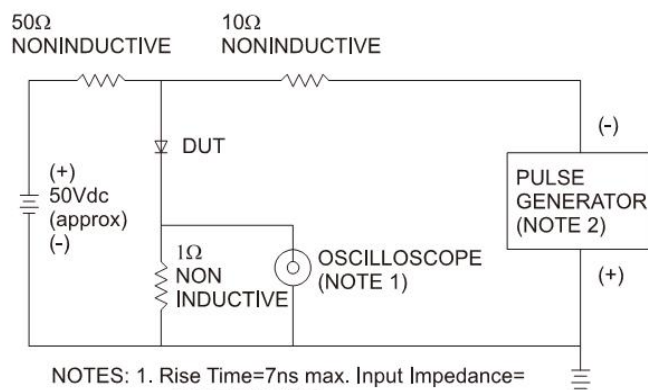 50Ω
NONINDUCTIVE
10Ω
NONINDUCTIVE
DUT
(+)
50Vdc
(approx)
(-)
1Ω
NON
INDUCTIVE
OSCILLOSCOPE
(NOTE 1)
(-)
PULSE
GENERATOR
(NOTE 2)
(+)
NOTES: 1. Rise Time=7ns max. Input Impedance=